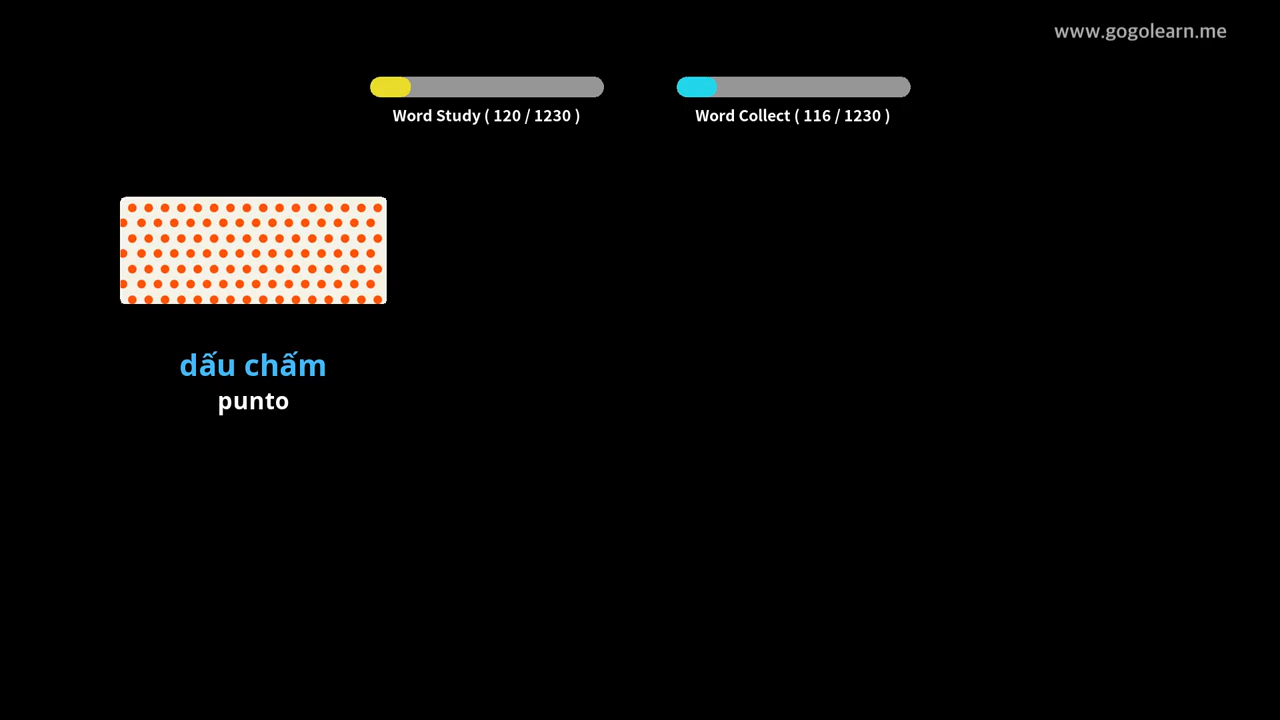 www.gogolearn.me
Word Study ( 120 / 1230 )
Word Collect ( 116 / 1230 )
dấu chấm
punto